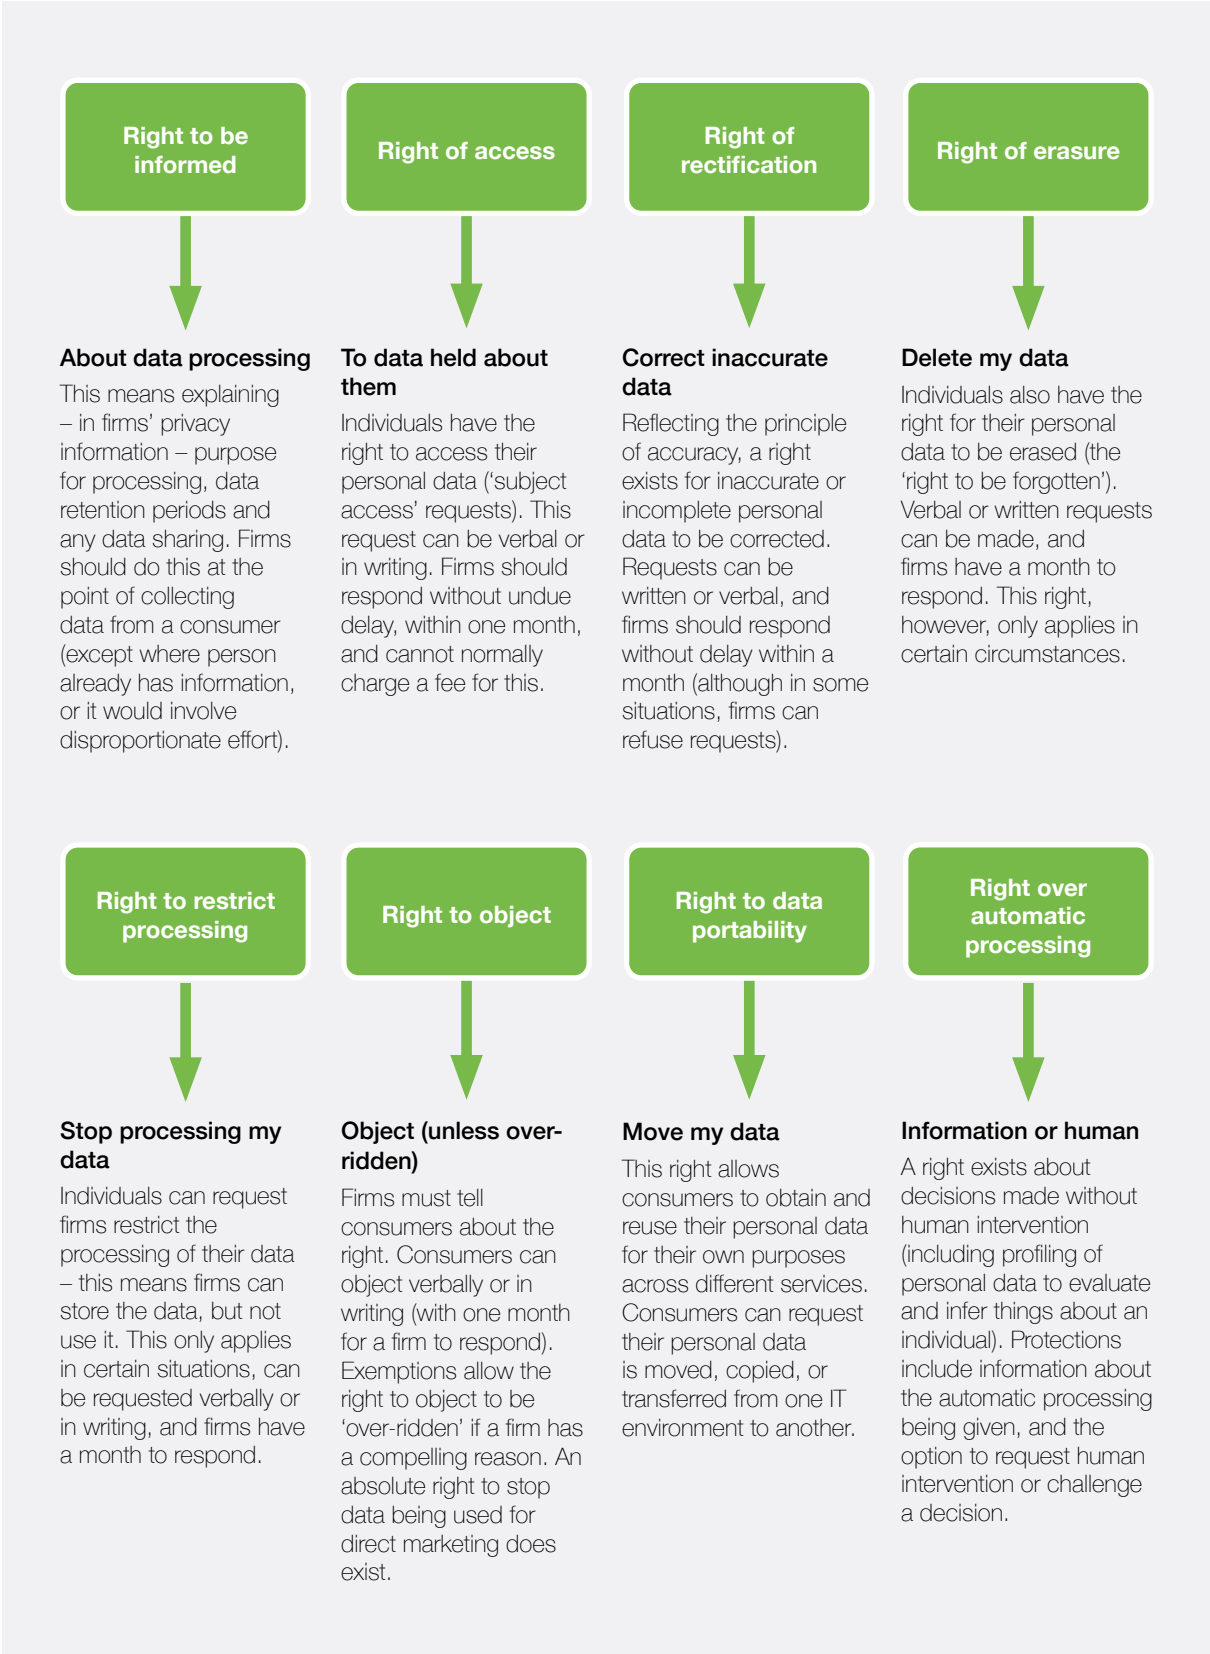 Right to be
informed
Right of access
Right of
rectification
Right of erasure
About data processing
This means explaining
– in firms’ privacy
information – purpose
for processing, data
retention periods and
any data sharing. Firms
should do this at the
point of collecting
data from a consumer
(except where person
already has information,
or it would involve
disproportionate effort).
To data held about
them
Individuals have the
right to access their
personal data (‘subject
access’ requests). This
request can be verbal or
in writing. Firms should
respond without undue
delay, within one month,
and cannot normally
charge a fee for this.
Correct inaccurate
data
Reflecting the principle
of accuracy, a right
exists for inaccurate or
incomplete personal
data to be corrected.
Requests can be
written or verbal, and
firms should respond
without delay within a
month (although in some
situations, firms can
refuse requests).
Delete my data
Individuals also have the
right for their personal
data to be erased (the
‘right to be forgotten’).
Verbal or written requests
can be made, and
firms have a month to
respond. This right,
however, only applies in
certain circumstances.
Right to restrict
processing
Right to object
Right to data
portability
Right over
automatic
processing
Stop processing my
data
Individuals can request
firms restrict the
processing of their data
– this means firms can
store the data, but not
use it. This only applies
in certain situations, can
be requested verbally or
in writing, and firms have
a month to respond.
Object (unless over-
ridden)
Firms must tell
consumers about the
right. Consumers can
object verbally or in
writing (with one month
for a firm to respond).
Exemptions allow the
right to object to be
‘over-ridden’ if a firm has
a compelling reason. An
absolute right to stop
data being used for
direct marketing does
exist.
Move my data
This right allows
consumers to obtain and
reuse their personal data
for their own purposes
across different services.
Consumers can request
their personal data
is moved, copied, or
transferred from one IT
environment to another.
Information or human
A right exists about
decisions made without
human intervention
(including profiling of
personal data to evaluate
and infer things about an
individual). Protections
include information about
the automatic processing
being given, and the
option to request human
intervention or challenge
a decision.